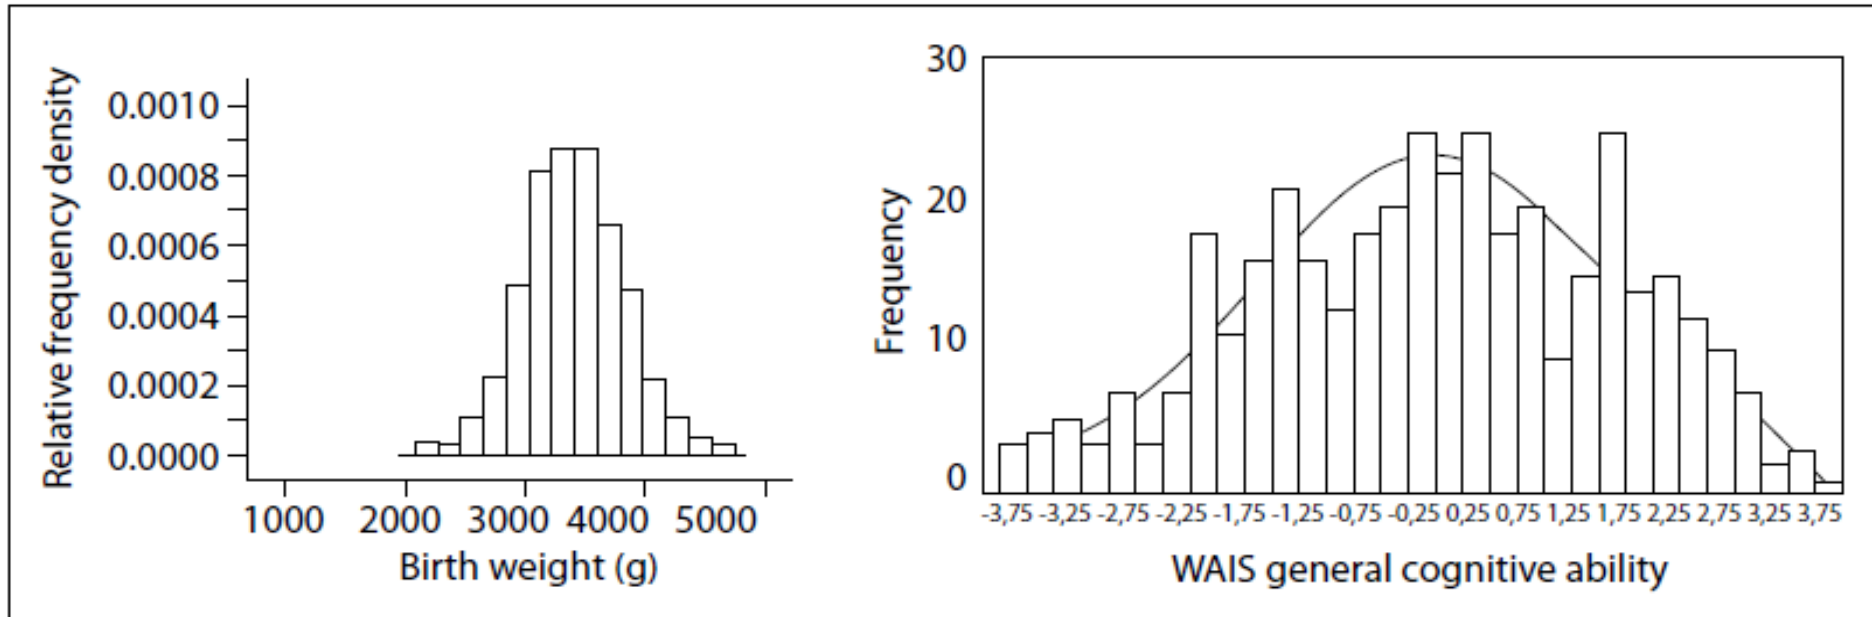 Relative frequency density
0.0010
0.0008
0.0006
0.0004
0.0002
0.0000
1000 2000 3000 4000 5000
Birth weight (g)
Frequency
30
20
10
0
-3,75 -3,25 -2,75 -2,25 -1,75 -1,25 -0,75 -0,25 0,25 0,75 1,25 1,75 2,25 2,75 3,25 3,75
WAIS general cognitive ability